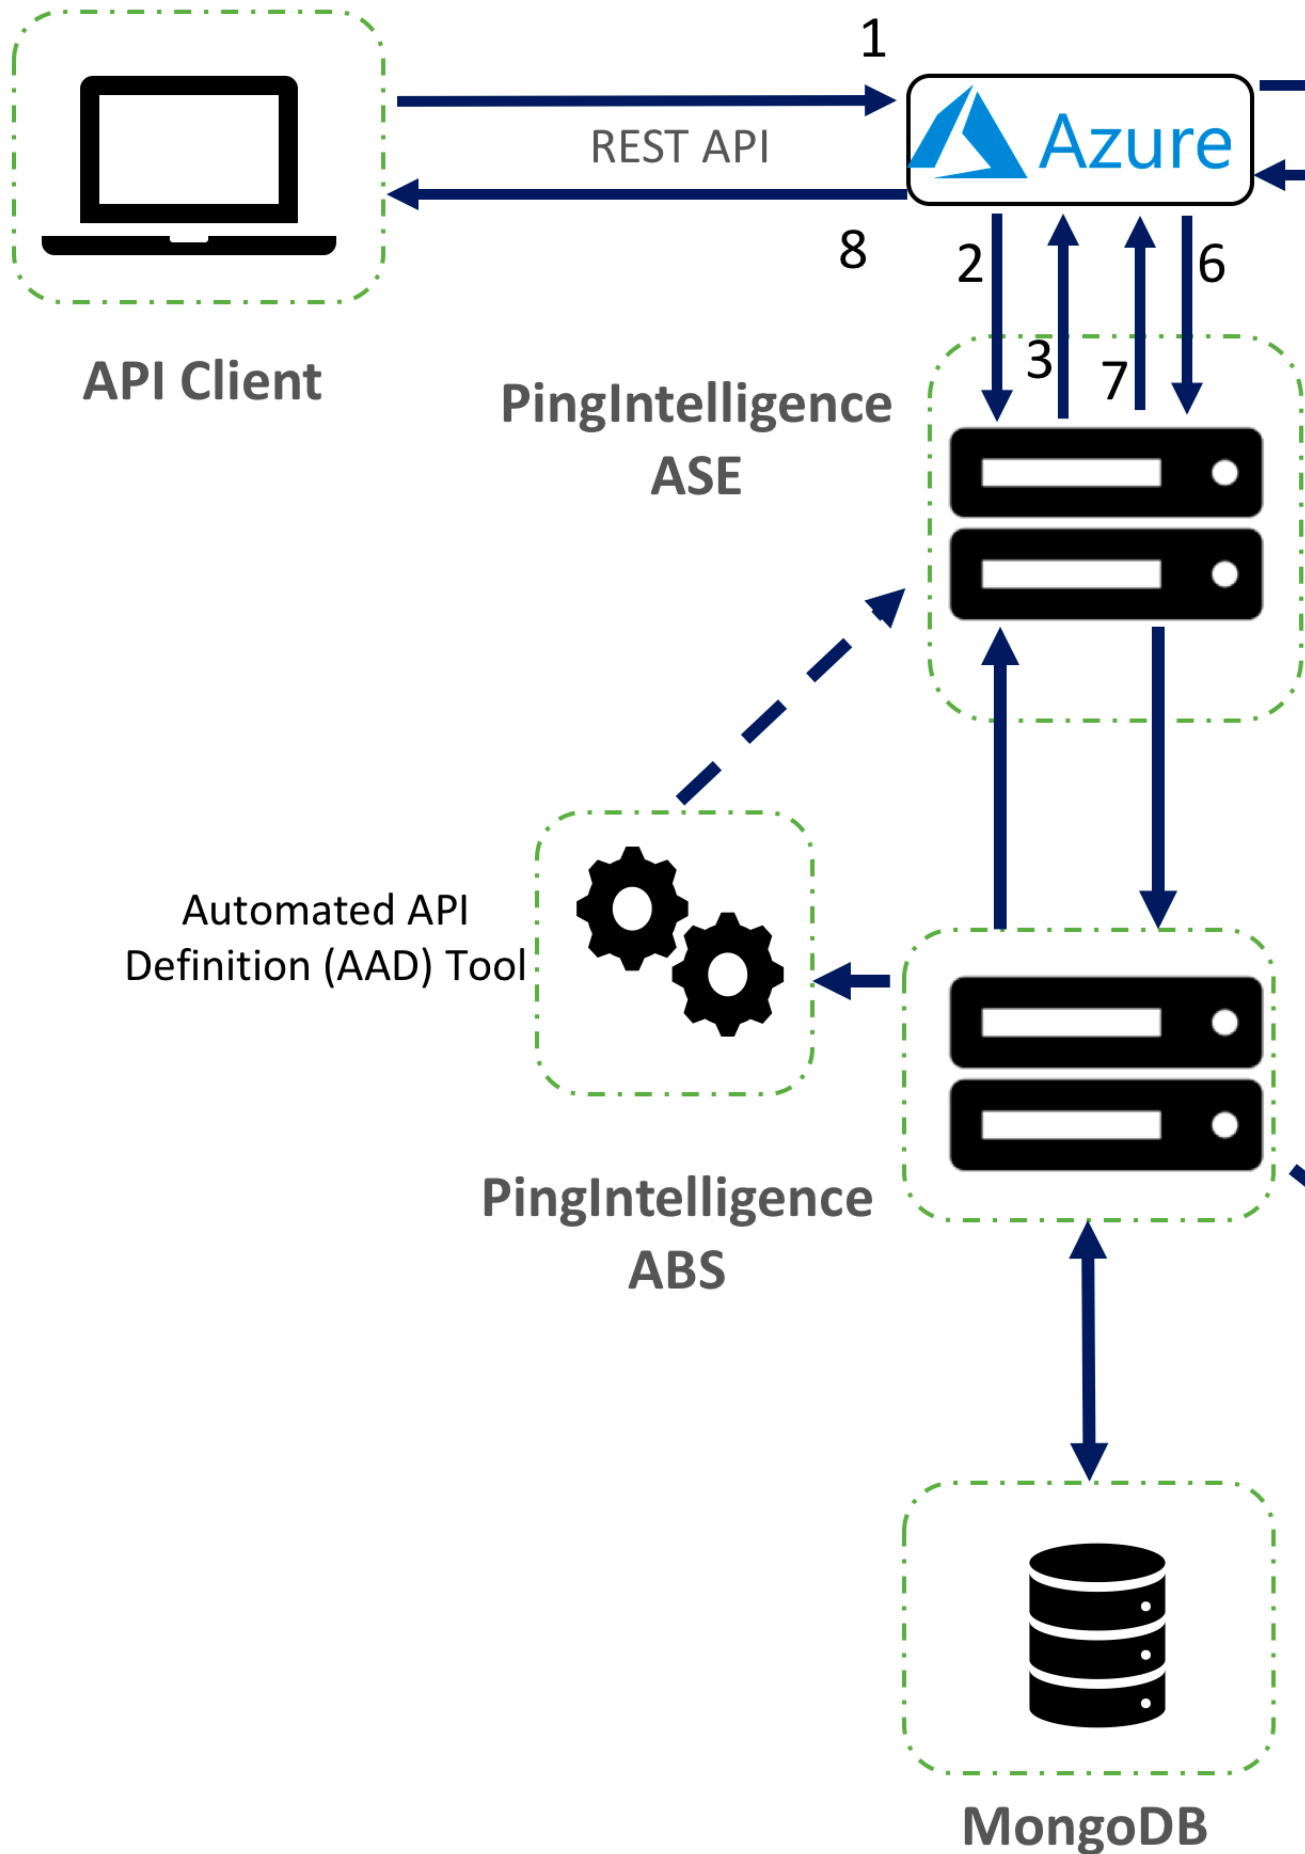 1
REST API
Azure
8
2
3
7
6
API Client
PingIntelligence
ASE
Automated API
Definition (AAD) Tool
PingIntelligence
ABS
MongoDB